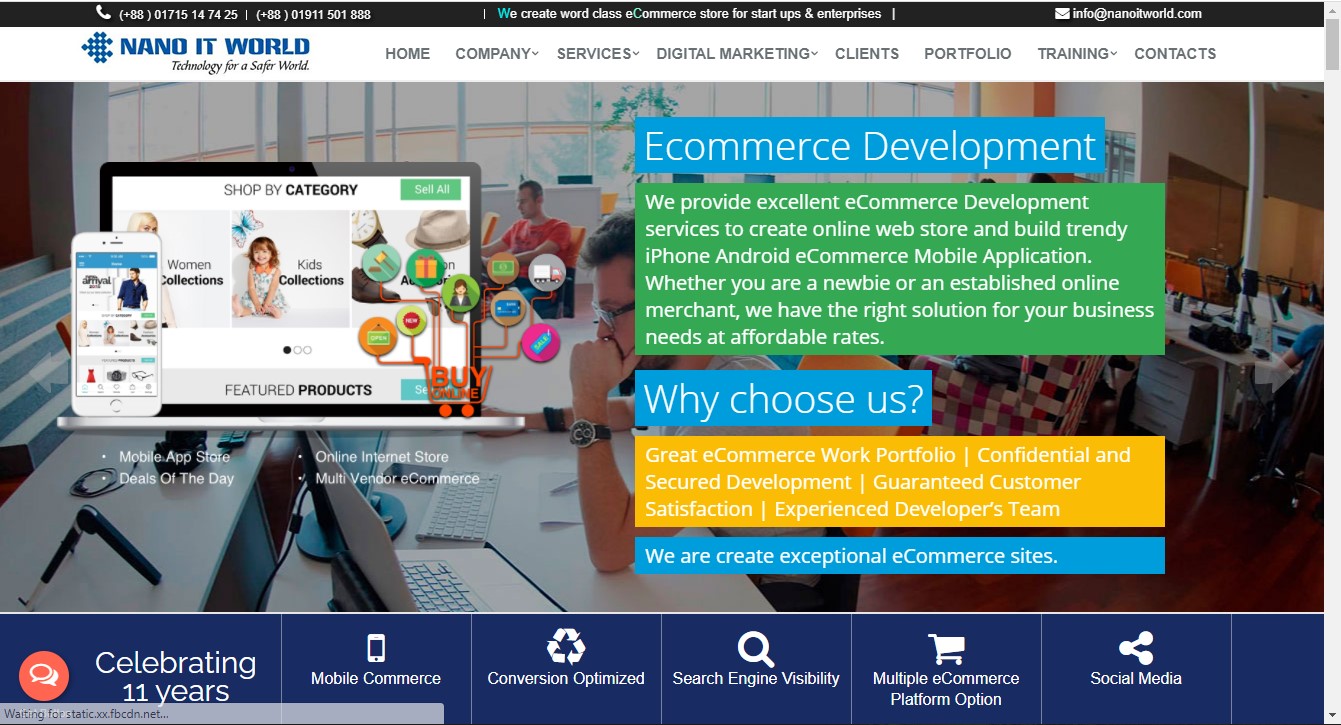 (+88 ) 01715 14 74 25 | (+88 ) 01911 501 888 | We create word class eCommerce store for start ups & enterprises | info@nanoitworld.com
NANO IT WORLD
Technology for a Safer World.
HOME COMPANY SERVICES DIGITAL MARKETING CLIENTS PORTFOLIO TRAINING CONTACTS
SHOP BY CATEGORY Sell All
Women
Collections
Kids
Collections
arrival
NEW
OPEN
SALE
BUY
ONLINE
FEATURED PRODUCTS
• Mobile App Store • Online Internet Store
• Deals Of The Day • Multi Vendor eCommerce
Ecommerce Development
We provide excellent eCommerce Development
services to create online web store and build trendy
iPhone Android eCommerce Mobile Application.
Whether you are a newbie or an established online
merchant, we have the right solution for your business
needs at affordable rates.
Why choose us?
Great eCommerce Work Portfolio | Confidential and
Secured Development | Guaranteed Customer
Satisfaction | Experienced Developer’s Team
We are create exceptional eCommerce sites.
Celebrating
11 years
Mobile Commerce
Conversion Optimized
Search Engine Visibility
Multiple eCommerce
Platform Option
Social Media
Waiting for static.xx.fbcdn.net...